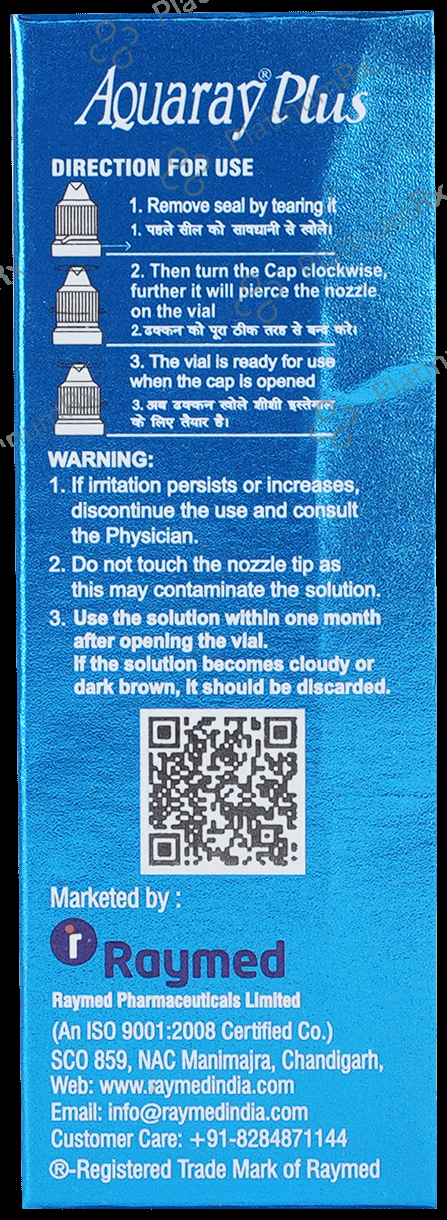 Aquaray® Plus
DIRECTION FOR USE
1. Remove seal by tearing it
1. पहले सील को सावधानी से खोले।
2. Then turn the Cap clockwise,
further it will pierce the nozzle
on the vial
2. ढक्कन को पूरा ठीक तरह से बन्द करे।
3. The vial is ready for use
when the cap is opened
3. अब ढक्कन खोले शीशी इस्तेमाल
के लिए तैयार है।
WARNING:
1. If irritation persists or increases,
discontinue the use and consult
the Physician.
2. Do not touch the nozzle tip as
this may contaminate the solution.
3. Use the solution within one month
after opening the vial.
If the solution becomes cloudy or
dark brown, it should be discarded.
Marketed by :
Raymed
Raymed Pharmaceuticals Limited
(An ISO 9001:2008 Certified Co.)
SCO 859, NAC Manimajra, Chandigarh,
Web: www.raymedindia.com
Email: info@raymedindia.com
Customer Care: +91-8284871144
®-Registered Trade Mark of Raymed